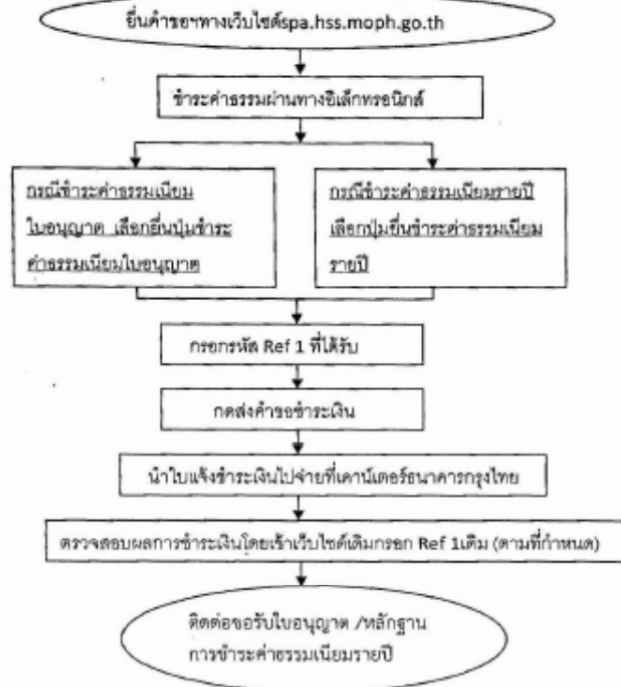 ยื่นคำขอฯทางเว็บไซต์spa.hss.moph.go.th
ชำระค่าธรรมผ่านทางอิเล็กทรอนิกส์
กรณีชำระค่าธรรมเนียม
ใบอนุญาต เลือกยื่นปุ่มชำระ
ค่าธรรมเนียมใบอนุญาต
กรณีชำระค่าธรรมเนียมรายปี
เลือกปุ่มยื่นชำระค่าธรรมเนียม
รายปี
กรอกรหัส Ref 1 ที่ได้รับ
กดส่งคำขอชำระเงิน
นำใบแจ้งชำระเงินไปจ่ายที่เคาน์เตอร์ธนาคารกรุงไทย
ตรวจสอบผลการชำระเงินโดยเข้าเว็บไซต์เดิมกรอก Ref 1เดิม (ตามที่กำหนด)
ติดต่อขอรับใบอนุญาต /หลักฐาน
การชำระค่าธรรมเนียมรายปี